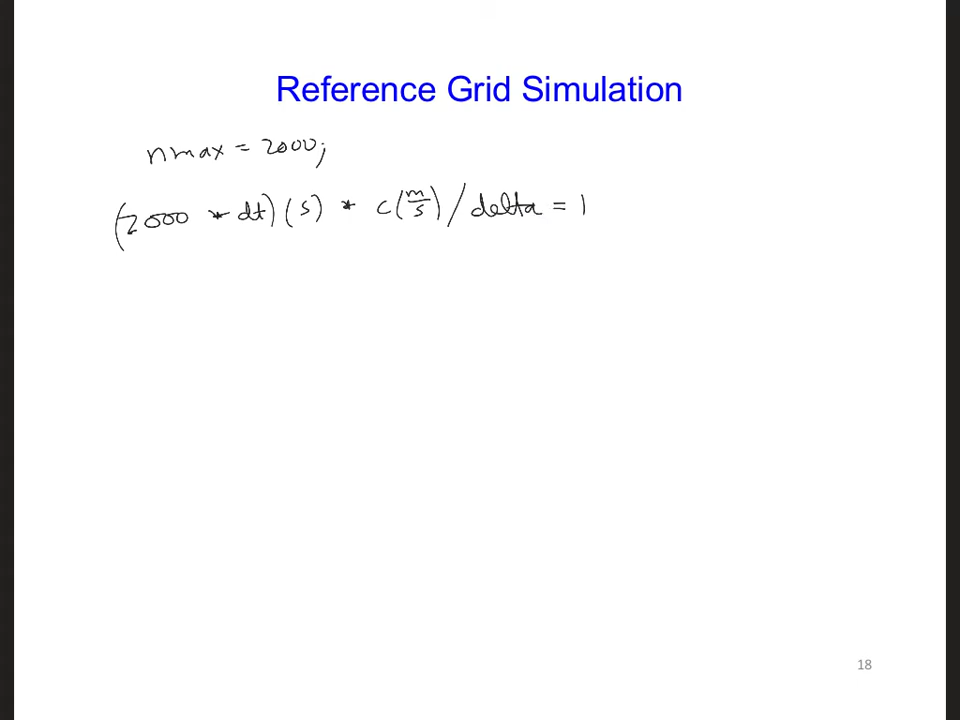 Reference Grid Simulation
nmax = 2000;
(2000 * dt) (s) * c (m/s) / delta = 1
18